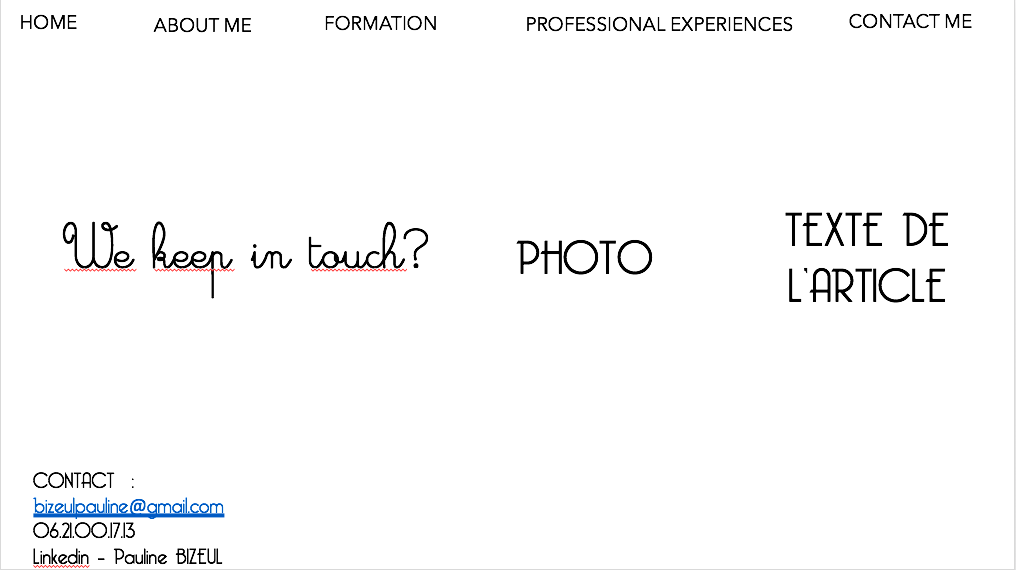 HOME ABOUT ME FORMATION PROFESSIONAL EXPERIENCES CONTACT ME
We keep in touch?
PHOTO
TEXTE DE
L'ARTICLE
CONTACT :
bizeulpauline@gmail.com
06.21.00.17.13
Linkedin - Pauline BIZEUL